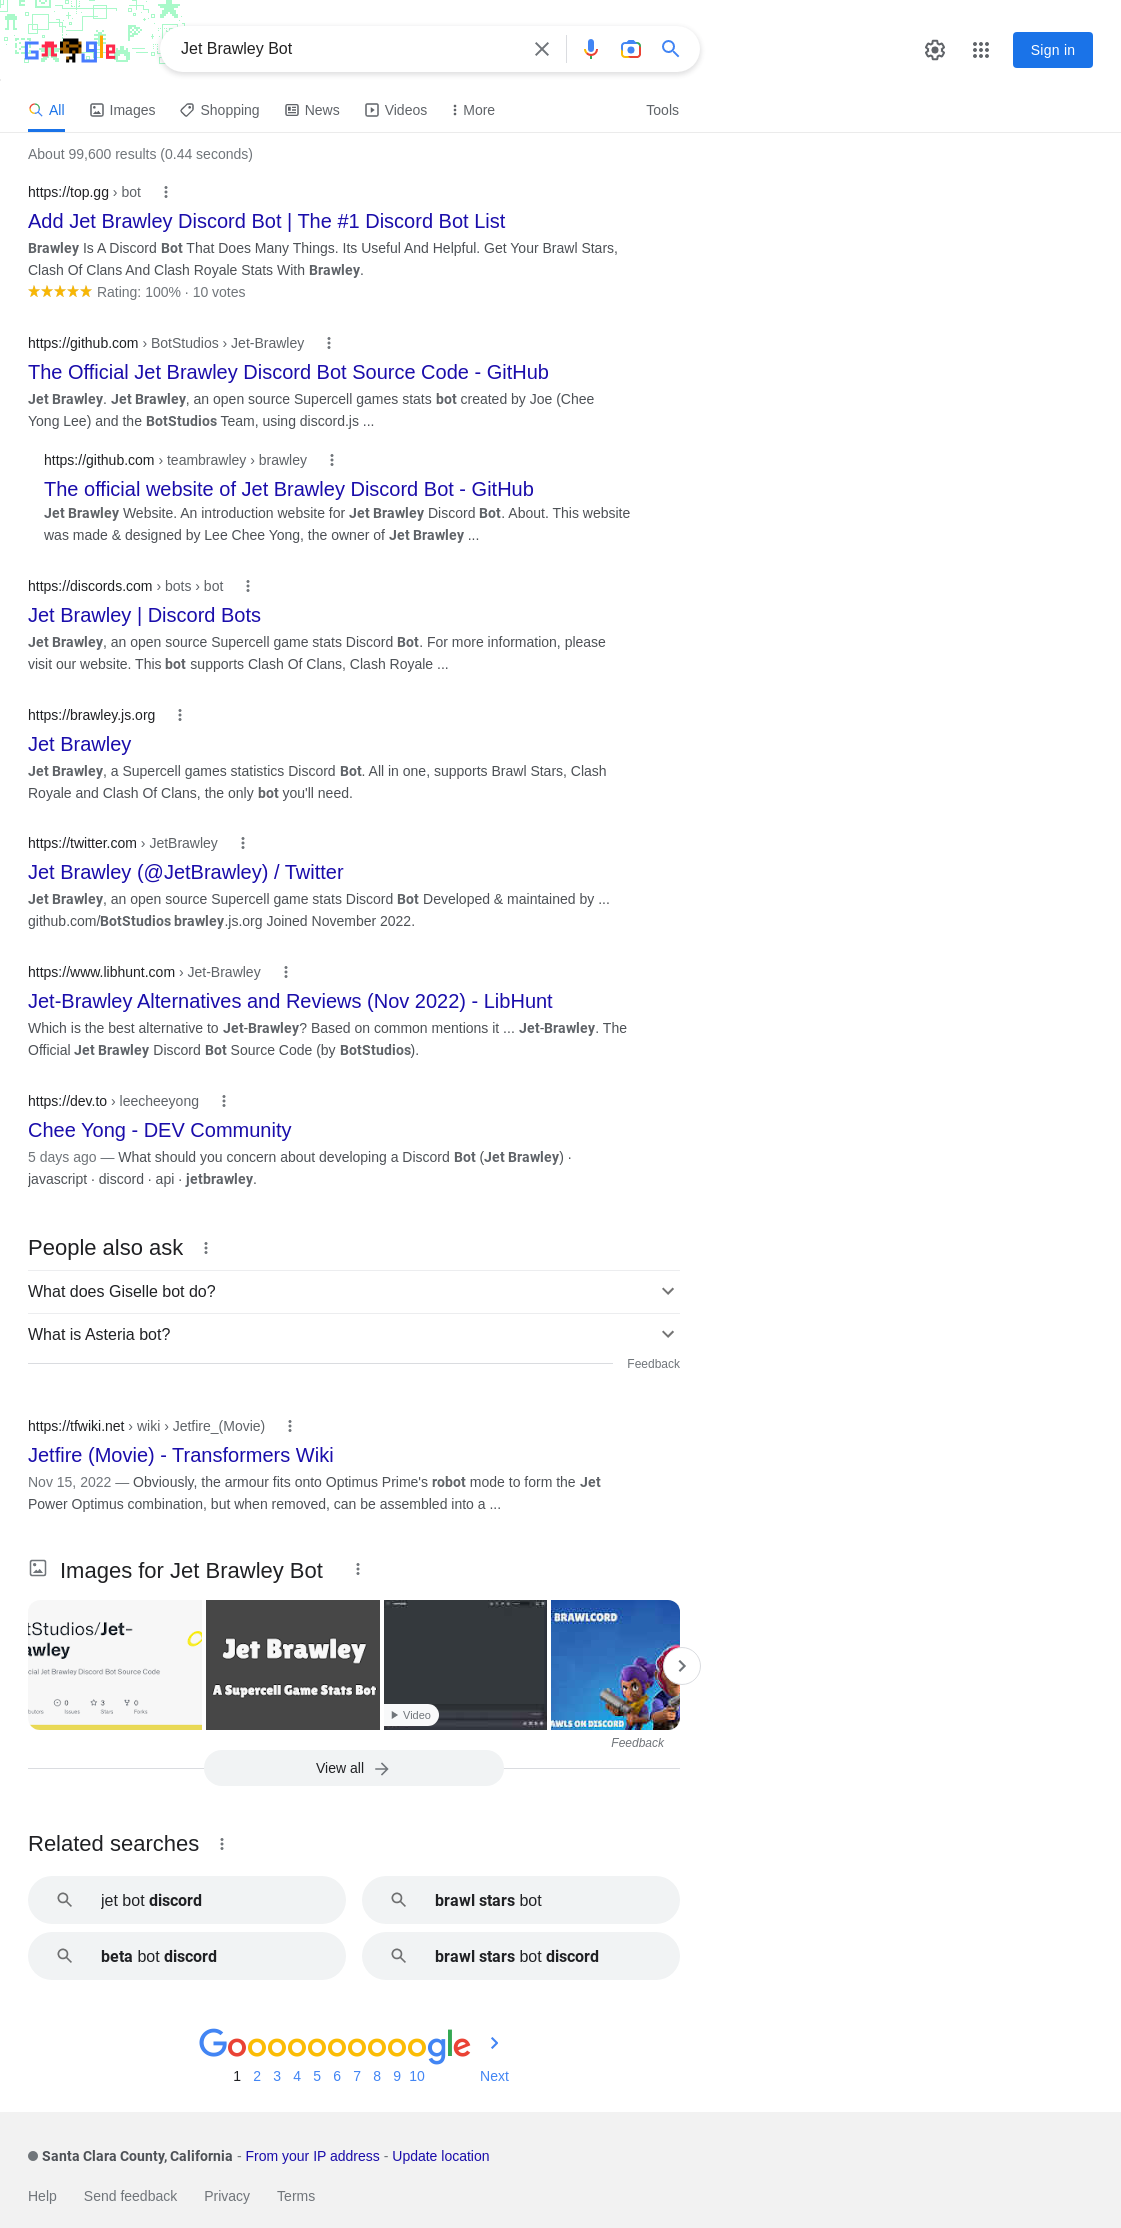 Google
Jet Brawley Bot
Sign in
All
Images
Shopping
News
Videos
More
Tools
About 99,600 results (0.44 seconds)
https://top.gg › bot
Add Jet Brawley Discord Bot | The #1 Discord Bot List
Brawley Is A Discord Bot That Does Many Things. Its Useful And Helpful. Get Your Brawl Stars,
Clash Of Clans And Clash Royale Stats With Brawley.
Rating: 100% · 10 votes
https://github.com › BotStudios › Jet-Brawley
The Official Jet Brawley Discord Bot Source Code - GitHub
Jet Brawley. Jet Brawley, an open source Supercell games stats bot created by Joe (Chee
Yong Lee) and the BotStudios Team, using discord.js ...
https://github.com › teambrawley › brawley
The official website of Jet Brawley Discord Bot - GitHub
Jet Brawley Website. An introduction website for Jet Brawley Discord Bot. About. This website
was made & designed by Lee Chee Yong, the owner of Jet Brawley ...
https://discords.com › bots › bot
Jet Brawley | Discord Bots
Jet Brawley, an open source Supercell game stats Discord Bot. For more information, please
visit our website. This bot supports Clash Of Clans, Clash Royale ...
https://brawley.js.org
Jet Brawley
Jet Brawley, a Supercell games statistics Discord Bot. All in one, supports Brawl Stars, Clash
Royale and Clash Of Clans, the only bot you'll need.
https://twitter.com › JetBrawley
Jet Brawley (@JetBrawley) / Twitter
Jet Brawley, an open source Supercell game stats Discord Bot Developed & maintained by ...
github.com/BotStudios brawley.js.org Joined November 2022.
https://www.libhunt.com › Jet-Brawley
Jet-Brawley Alternatives and Reviews (Nov 2022) - LibHunt
Which is the best alternative to Jet-Brawley? Based on common mentions it ... Jet-Brawley. The
Official Jet Brawley Discord Bot Source Code (by BotStudios).
https://dev.to › leecheeyong
Chee Yong - DEV Community
5 days ago — What should you concern about developing a Discord Bot (Jet Brawley) ·
javascript · discord · api · jetbrawley.
People also ask
What does Giselle bot do?
What is Asteria bot?
Feedback
https://tfwiki.net › wiki › Jetfire_(Movie)
Jetfire (Movie) - Transformers Wiki
Nov 15, 2022 — Obviously, the armour fits onto Optimus Prime's robot mode to form the Jet
Power Optimus combination, but when removed, can be assembled into a ...
Images for Jet Brawley Bot
tStudios/Jet-
awley
cial Jet Brawley Discord Bot Source Code
0
3
0
butors
Issues
Stars
Forks
Jet Brawley
A Supercell Game Stats Bot
Video
BRAWLCORD
AWLS ON DISCORD
Feedback
View all
Related searches
jet bot discord
brawl stars bot
beta bot discord
brawl stars bot discord
Goooooooooogle
1 2 3 4 5 6 7 8 9 10 Next
Santa Clara County, California - From your IP address - Update location
Help
Send feedback
Privacy
Terms